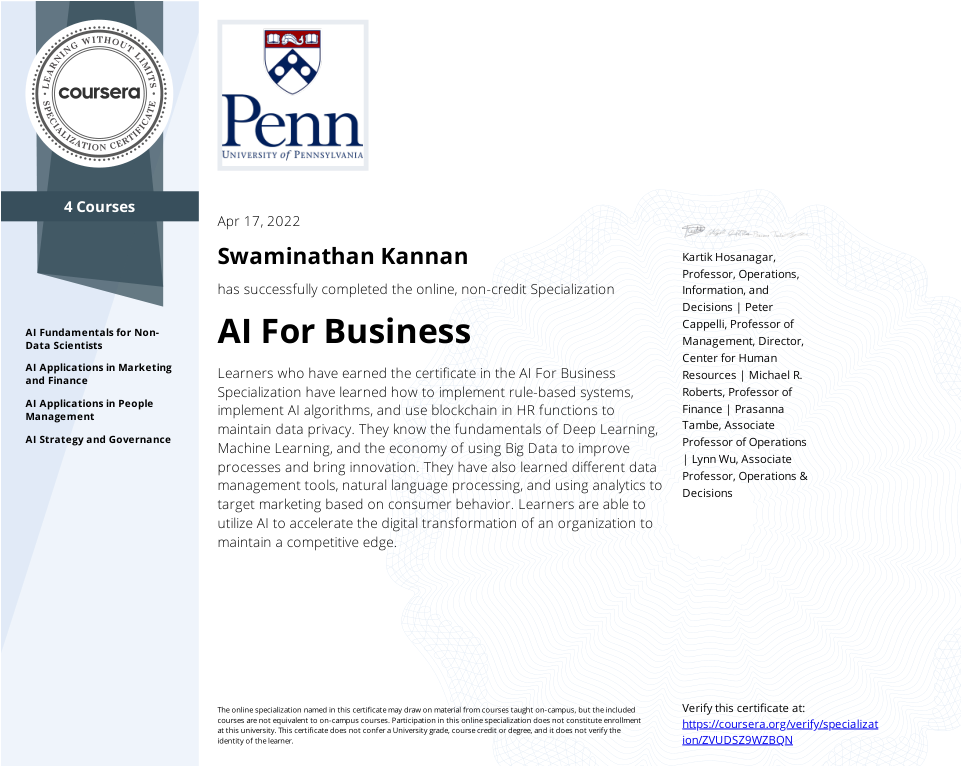 LEARNING WITHOUT LIMITS
coursera
SPECIALIZATION CERTIFICATE
4 Courses
AI Fundamentals for Non-
Data Scientists
AI Applications in Marketing
and Finance
AI Applications in People
Management
AI Strategy and Governance
Penn
UNIVERSITY of PENNSYLVANIA
Apr 17, 2022
Swaminathan Kannan
has successfully completed the online, non-credit Specialization
AI For Business
Learners who have earned the certificate in the AI For Business
Specialization have learned how to implement rule-based systems,
implement AI algorithms, and use blockchain in HR functions to
maintain data privacy. They know the fundamentals of Deep Learning,
Machine Learning, and the economy of using Big Data to improve
processes and bring innovation. They have also learned different data
management tools, natural language processing, and using analytics to
target marketing based on consumer behavior. Learners are able to
utilize AI to accelerate the digital transformation of an organization to
maintain a competitive edge.
Kartik Hosanagar,
Professor, Operations,
Information, and
Decisions | Peter
Cappelli, Professor of
Management, Director,
Center for Human
Resources | Michael R.
Roberts, Professor of
Finance | Prasanna
Tambe, Associate
Professor of Operations
| Lynn Wu, Associate
Professor, Operations &
Decisions
The online specialization named in this certificate may draw on material from courses taught on-campus, but the included
courses are not equivalent to on-campus courses. Participation in this online specialization does not constitute enrollment
at this university. This certificate does not confer a University grade, course credit or degree, and it does not verify the
identity of the learner.
Verify this certificate at:
https://coursera.org/verify/specializat
ion/ZVUDSZ9WZBQN